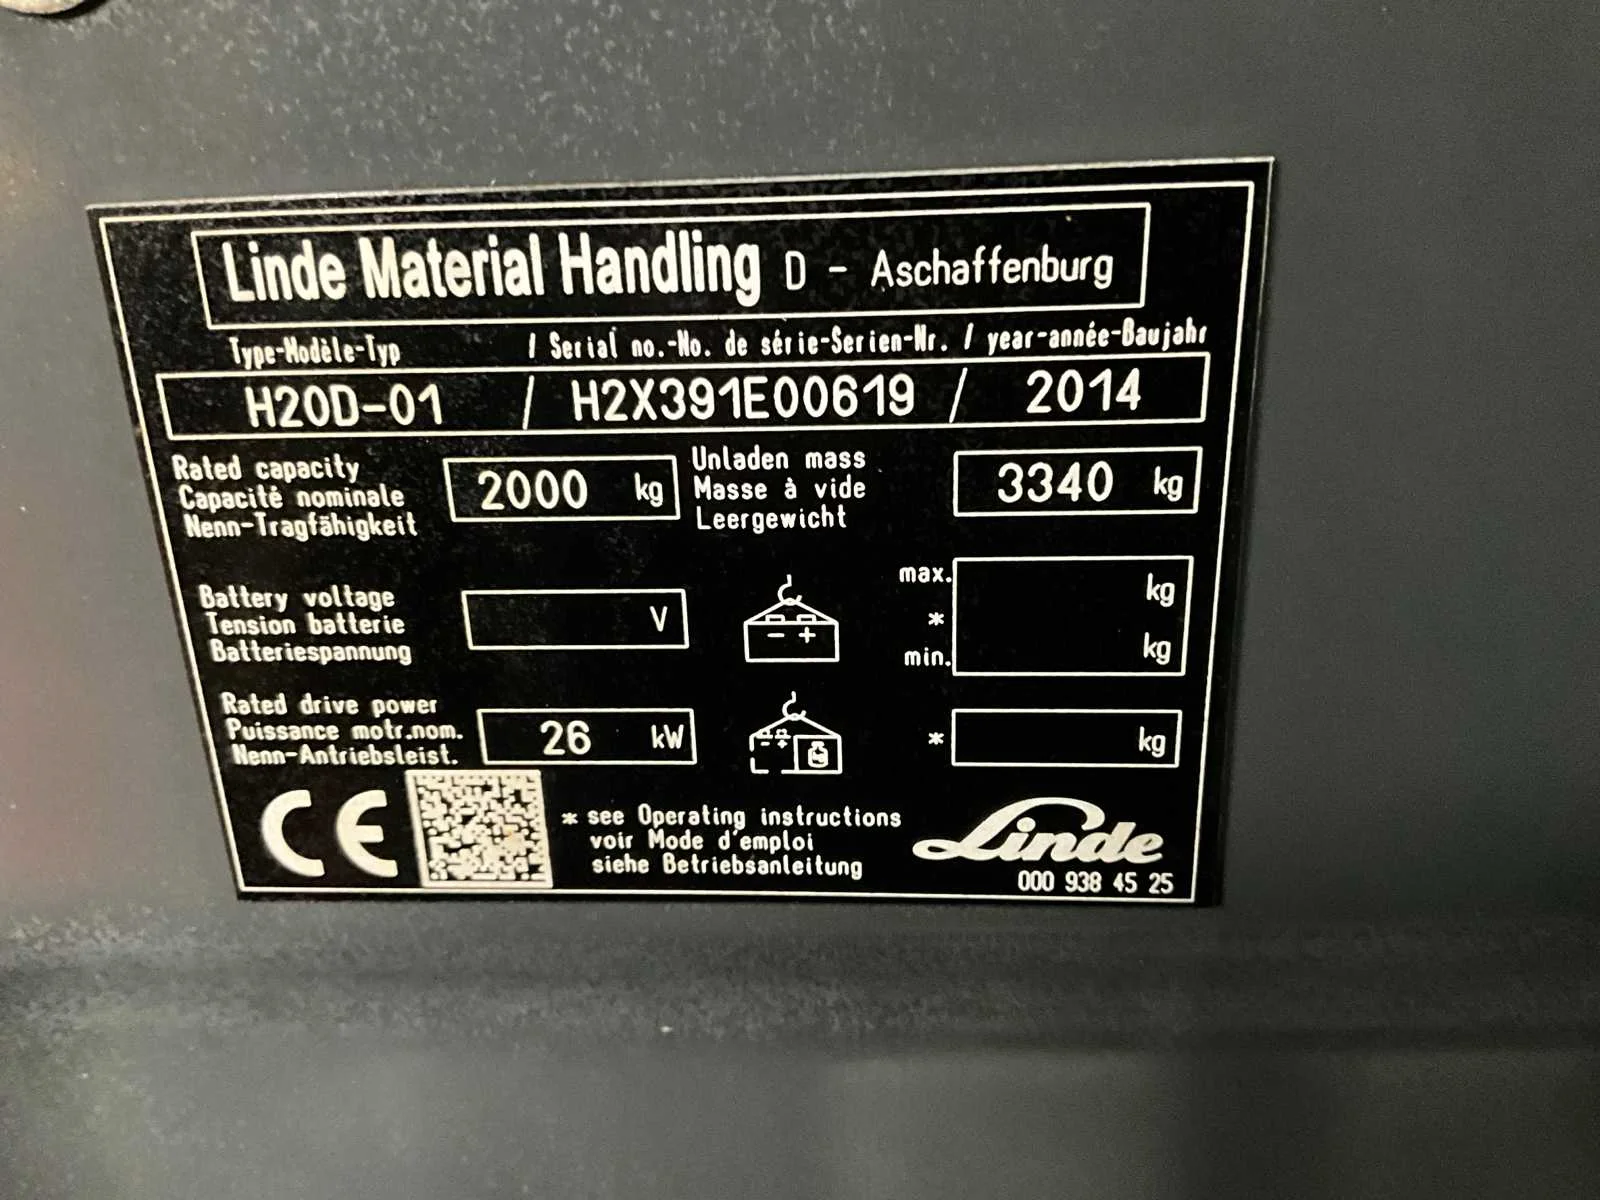 Linde Material Handling D - Aschaffenburg
Type-Modèle-Typ / Serial no.-No. de série-Serien-Nr. / year-année-Baujahr
H20D-01 / H2X391E00619 / 2014
Rated capacity
Capacité nominale
Nenn-Tragfähigkeit
2000 kg
Unladen mass
Masse à vide
Leergewicht
3340 kg
Battery voltage
Tension batterie
Batteriespannung
V
- +
max.
*
min.
kg
kg
Rated drive power
Puissance motr.nom.
Nenn-Antriebsleist.
26 kW
- +
* kg
CE
* see Operating instructions
voir Mode d'emploi
siehe Betriebsanleitung
Linde
000 938 45 25